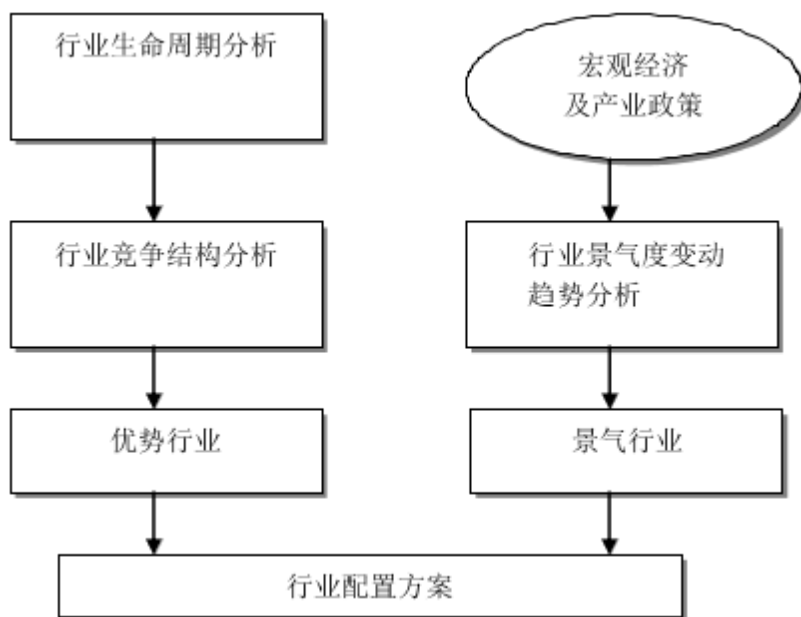 行业生命周期分析
宏观经济
及产业政策
行业竞争结构分析
行业景气度变动
趋势分析
优势行业
景气行业
行业配置方案